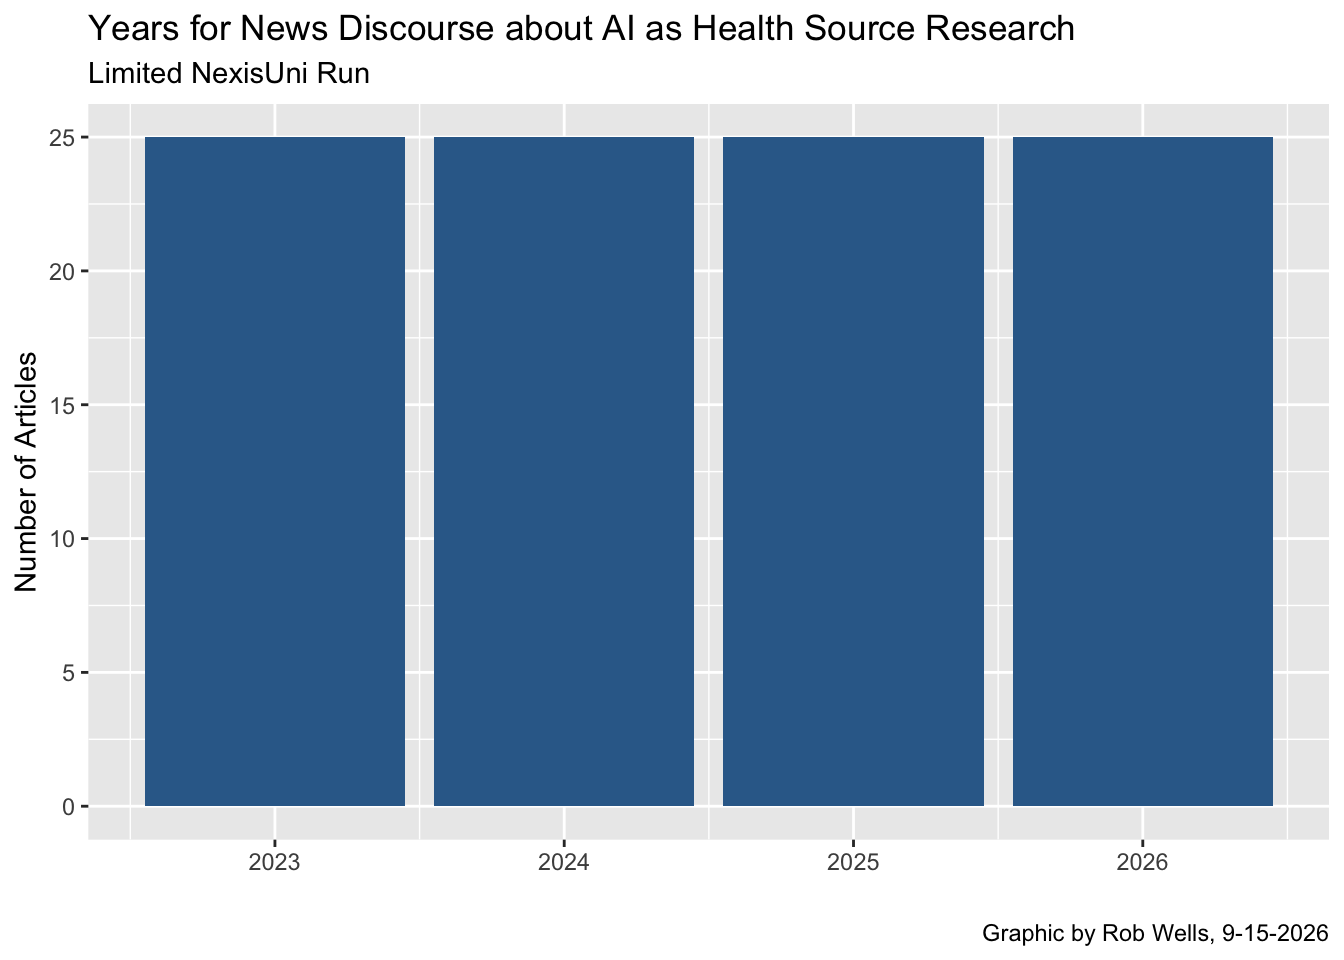 Years for News Discourse about AI as Health Source Research
Limited NexisUni Run
Number of Articles
25
20
15
10
5
0
2023 2024 2025 2026
Graphic by Rob Wells, 9-15-2026